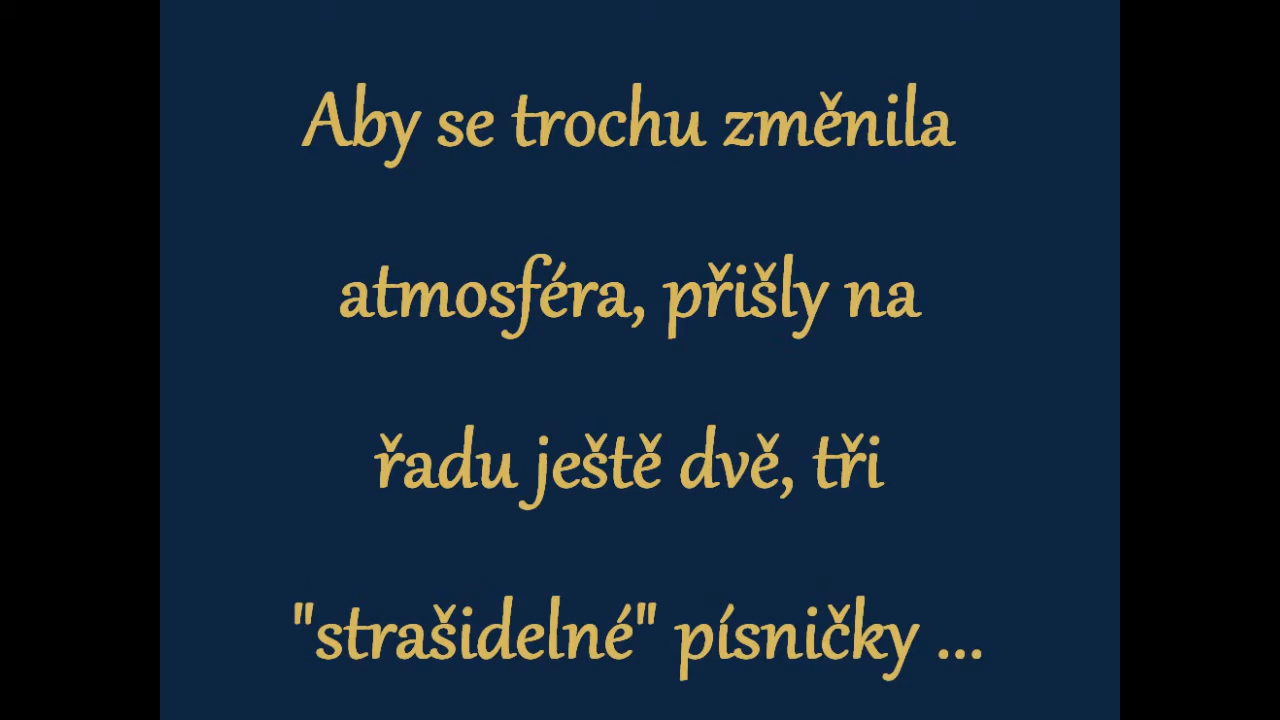 Aby se trochu změnila
atmosféra, přišly na
řadu ještě dvě, tři
"strašidelné" písničky ...